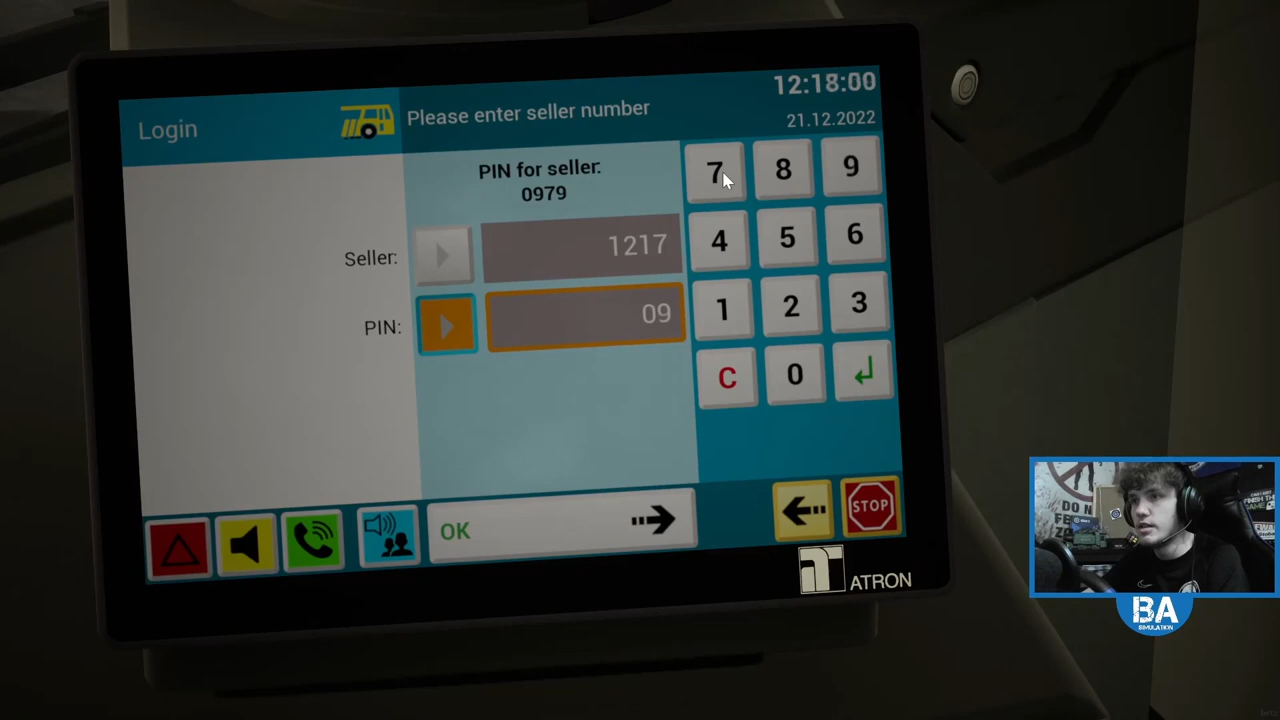 Login
Please enter seller number
12:18:00
21.12.2022
PIN for seller:
0979
Seller:
1217
PIN:
09
7 8 9
4 5 6
1 2 3
C 0
OK
STOP
ATRON
BA
SIMULATION